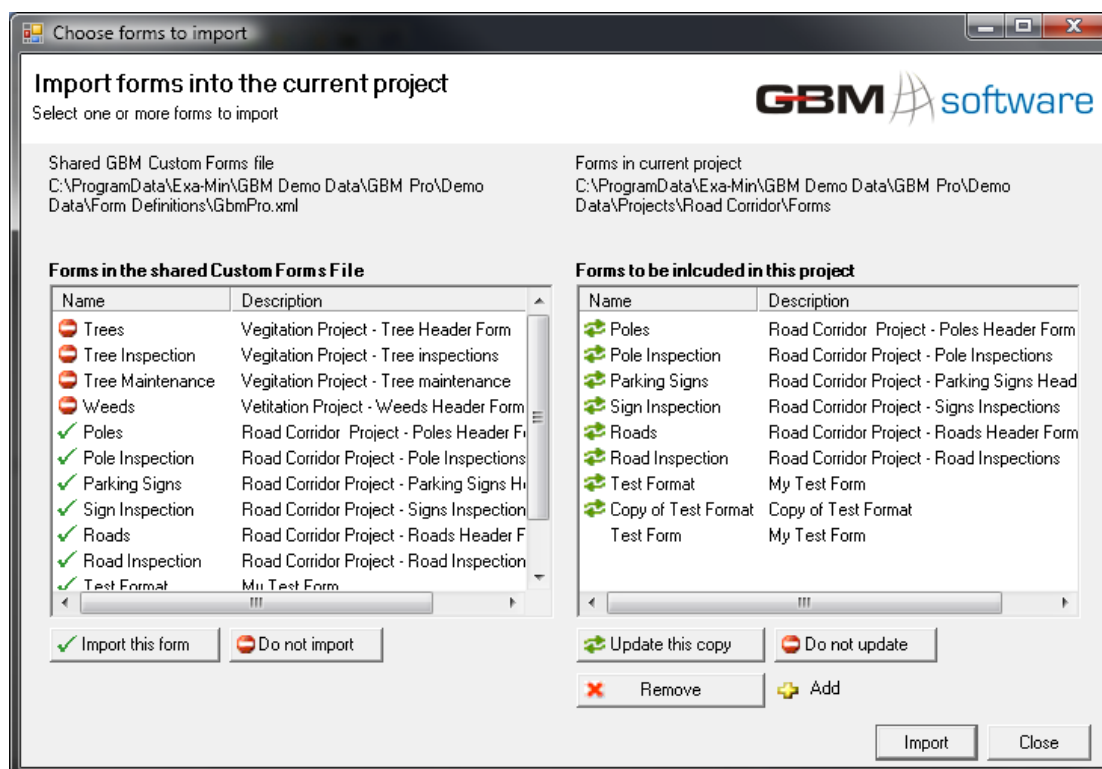 Choose forms to import
Import forms into the current project
Select one or more forms to import
GBM software
Shared GBM Custom Forms file
C:\ProgramData\Exa-Min\GBM Demo Data\GBM Pro\Demo
Data\Form Definitions\GbmPro.xml
Forms in current project
C:\ProgramData\Exa-Min\GBM Demo Data\GBM Pro\Demo
Data\Projects\Road Corridor\Forms
Forms in the shared Custom Forms File
Name Description
Trees Vegitation Project - Tree Header Form
Tree Inspection Vegitation Project - Tree inspections
Tree Maintenance Vegitation Project - Tree maintenance
Weeds Vetitation Project - Weeds Header Form
Poles Road Corridor Project - Poles Header F
Pole Inspection Road Corridor Project - Pole Inspections
Parking Signs Road Corridor Project - Parking Signs H
Sign Inspection Road Corridor Project - Signs Inspection
Roads Road Corridor Project - Roads Header F
Road Inspection Road Corridor Project - Road Inspection
Test Format My Test Form
Import this form Do not import
Forms to be inlcuded in this project
Name Description
Poles Road Corridor Project - Poles Header Form
Pole Inspection Road Corridor Project - Pole Inspections
Parking Signs Road Corridor Project - Parking Signs Head
Sign Inspection Road Corridor Project - Signs Inspections
Roads Road Corridor Project - Roads Header Form
Road Inspection Road Corridor Project - Road Inspections
Test Format My Test Form
Copy of Test Format Copy of Test Format
Test Form My Test Form
Update this copy Do not update
Remove Add
Import Close